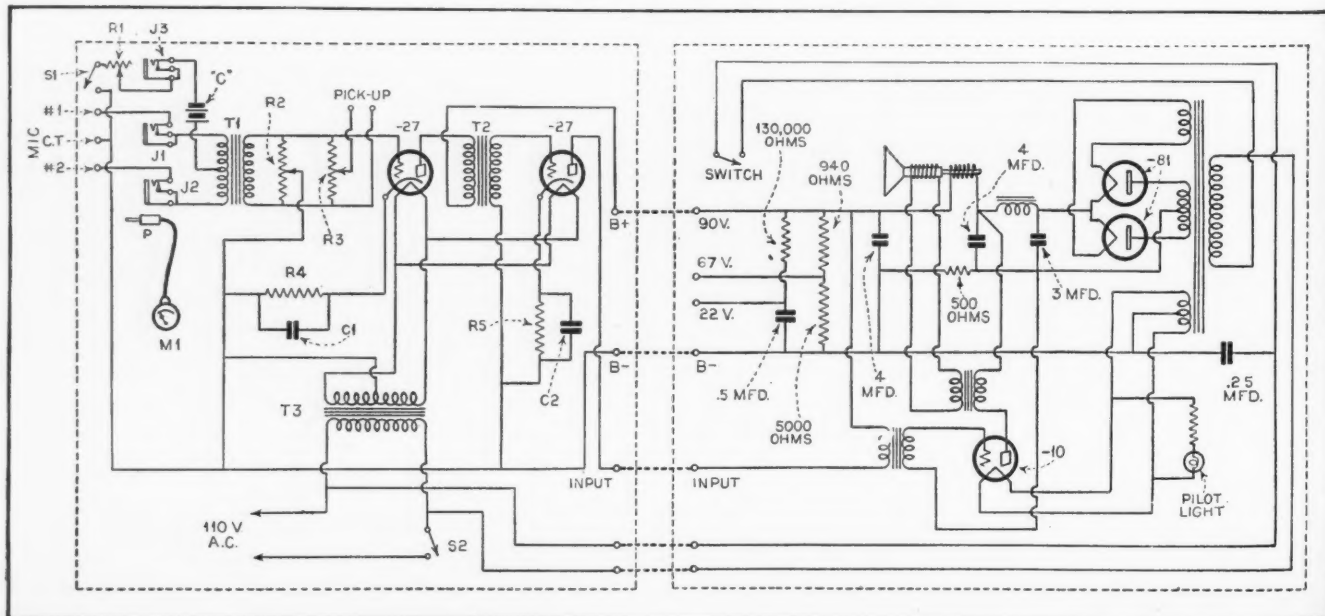 R1
J3
S1
"C"
#1
MIC
C.T
#2
J1
J2
T1
R2
PICK-UP
R3
-27
T2
-27
P
M1
R4
C1
R5
C2
T3
110 V.
A.C.
S2
B+
B-
INPUT
SWITCH
130,000
OHMS
940
OHMS
4
MFD.
-81
90V.
67 V.
22 V.
B-
500
OHMS
3 MFD.
.5 MFD.
5000
OHMS
4
MFD.
.25
MFD.
-10
INPUT
PILOT
LIGHT